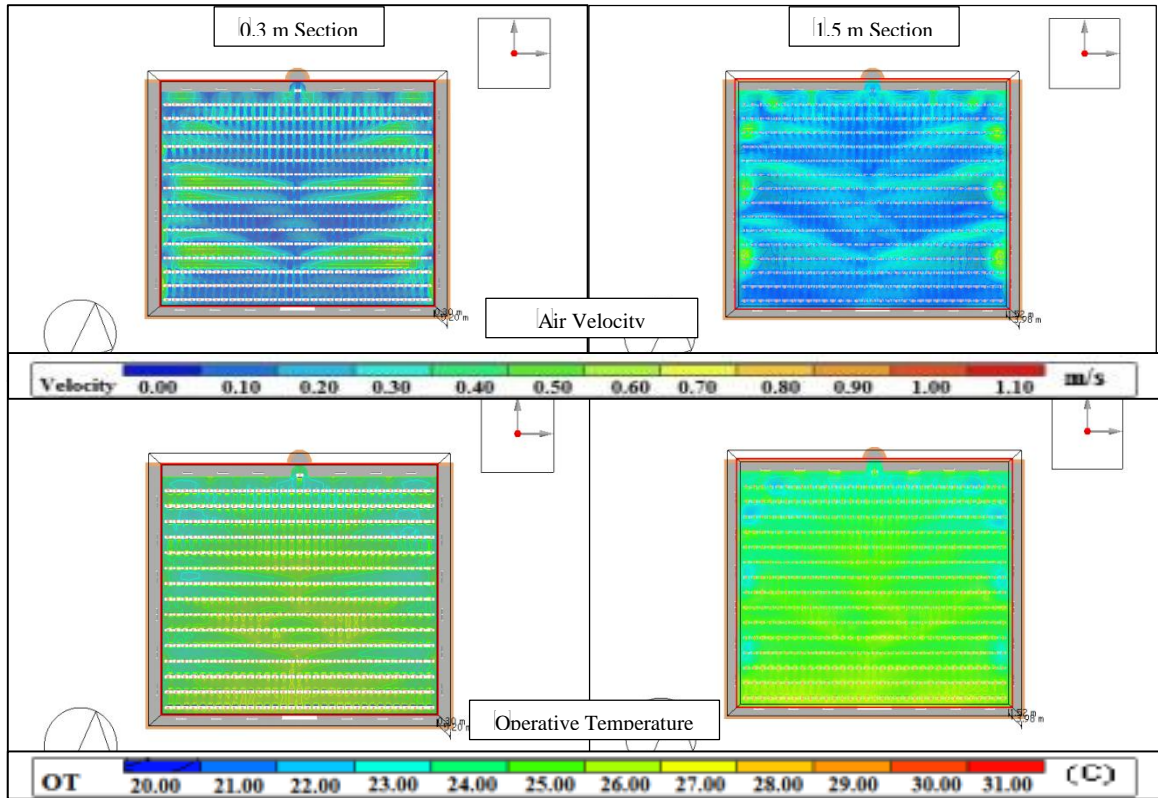 0.3 m Section
1.5 m Section
Air Velocity
Velocity 0.00 0.10 0.20 0.30 0.40 0.50 0.60 0.70 0.80 0.90 1.00 1.10 m/s
Operative Temperature
OT 20.00 21.00 22.00 23.00 24.00 25.00 26.00 27.00 28.00 29.00 30.00 31.00 (C)